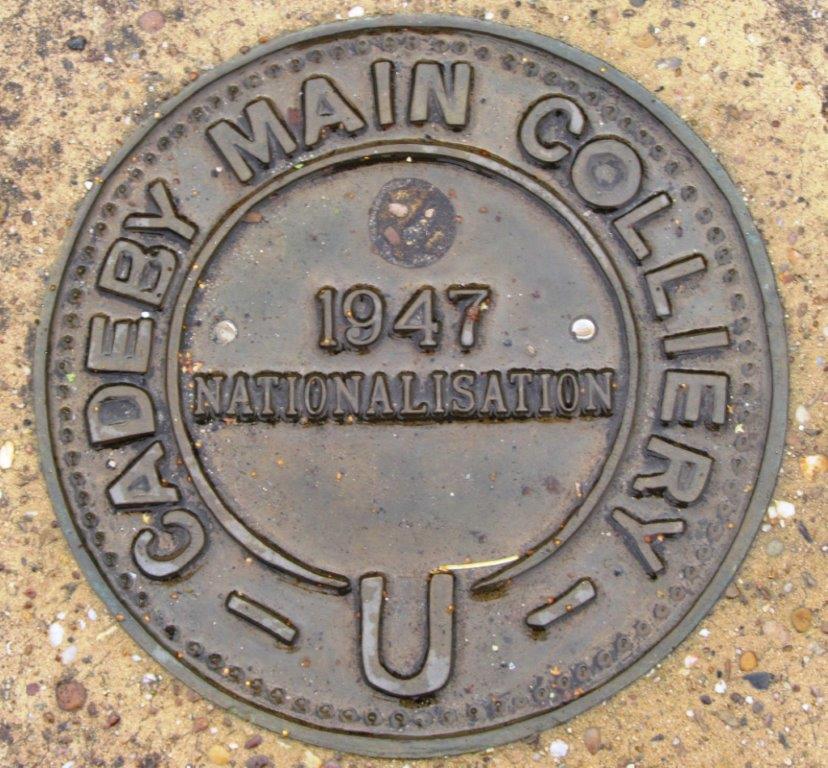 CADEBY MAIN COLLIERY
1947
NATIONALISATION
- U -